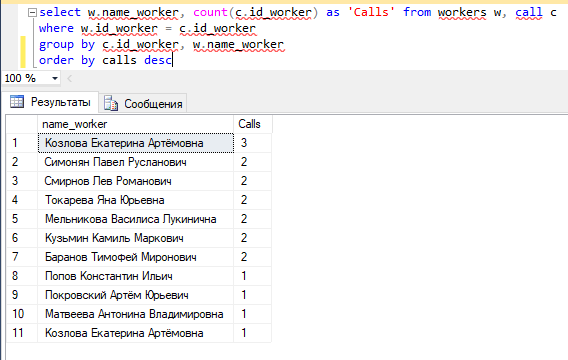 select w.name_worker, count(c.id_worker) as 'Calls' from workers w, call c
where w.id_worker = c.id_worker
group by c.id_worker, w.name_worker
order by calls desc
100 %
Результаты Сообщения
name_worker Calls
1 Козлова Екатерина Артёмовна 3
2 Симонян Павел Русланович 2
3 Смирнов Лев Романович 2
4 Токарева Яна Юрьевна 2
5 Мельникова Василиса Лукинична 2
6 Кузьмин Камиль Маркович 2
7 Баранов Тимофей Миронович 2
8 Попов Константин Ильич 1
9 Покровский Артём Юрьевич 1
10 Матвеева Антонина Владимировна 1
11 Козлова Екатерина Артёмовна 1